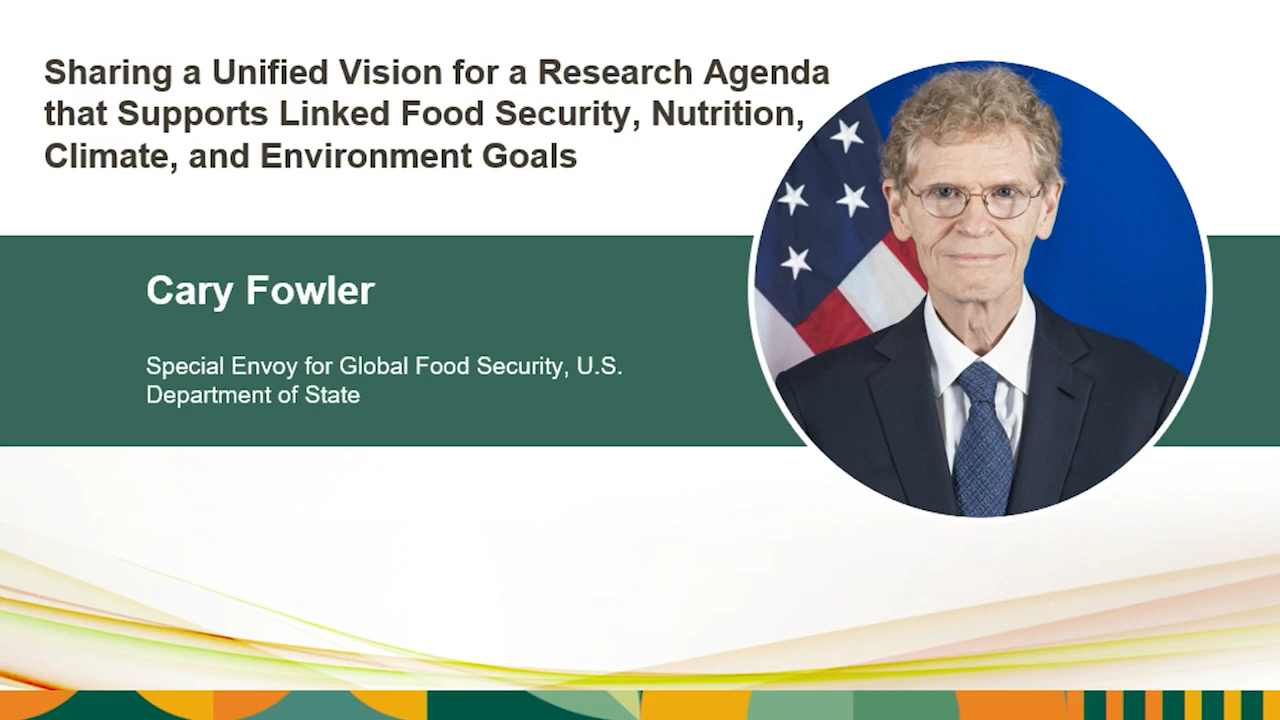 Sharing a Unified Vision for a Research Agenda
that Supports Linked Food Security, Nutrition,
Climate, and Environment Goals
Cary Fowler
Special Envoy for Global Food Security, U.S.
Department of State